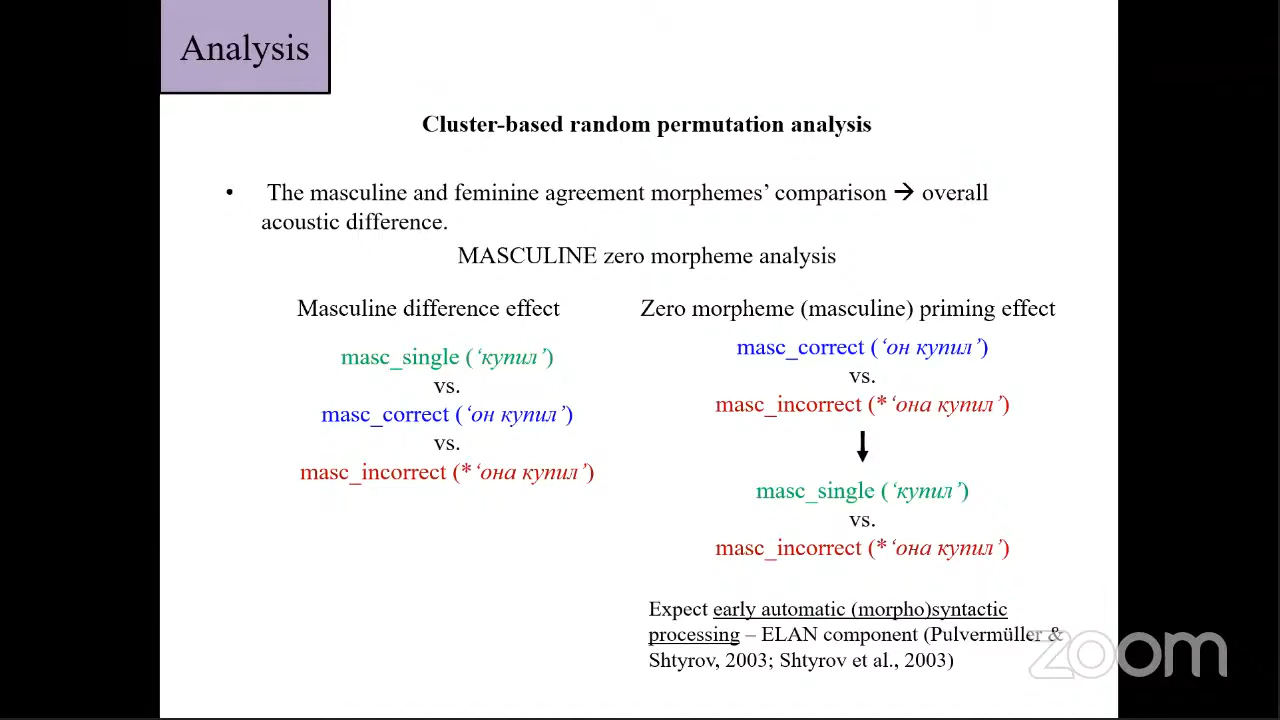 Analysis
Cluster-based random permutation analysis
• The masculine and feminine agreement morphemes’ comparison → overall
acoustic difference.
MASCULINE zero morpheme analysis
Masculine difference effect
masc_single (‘купил’)
vs.
masc_correct (‘он купил’)
vs.
masc_incorrect (*‘она купил’)
Zero morpheme (masculine) priming effect
masc_correct (‘он купил’)
vs.
masc_incorrect (*‘она купил’)
masc_single (‘купил’)
vs.
masc_incorrect (*‘она купил’)
Expect early automatic (morpho)syntactic
processing – ELAN component (Pulvermüller &
Shtyrov, 2003; Shtyrov et al., 2003)
zoom